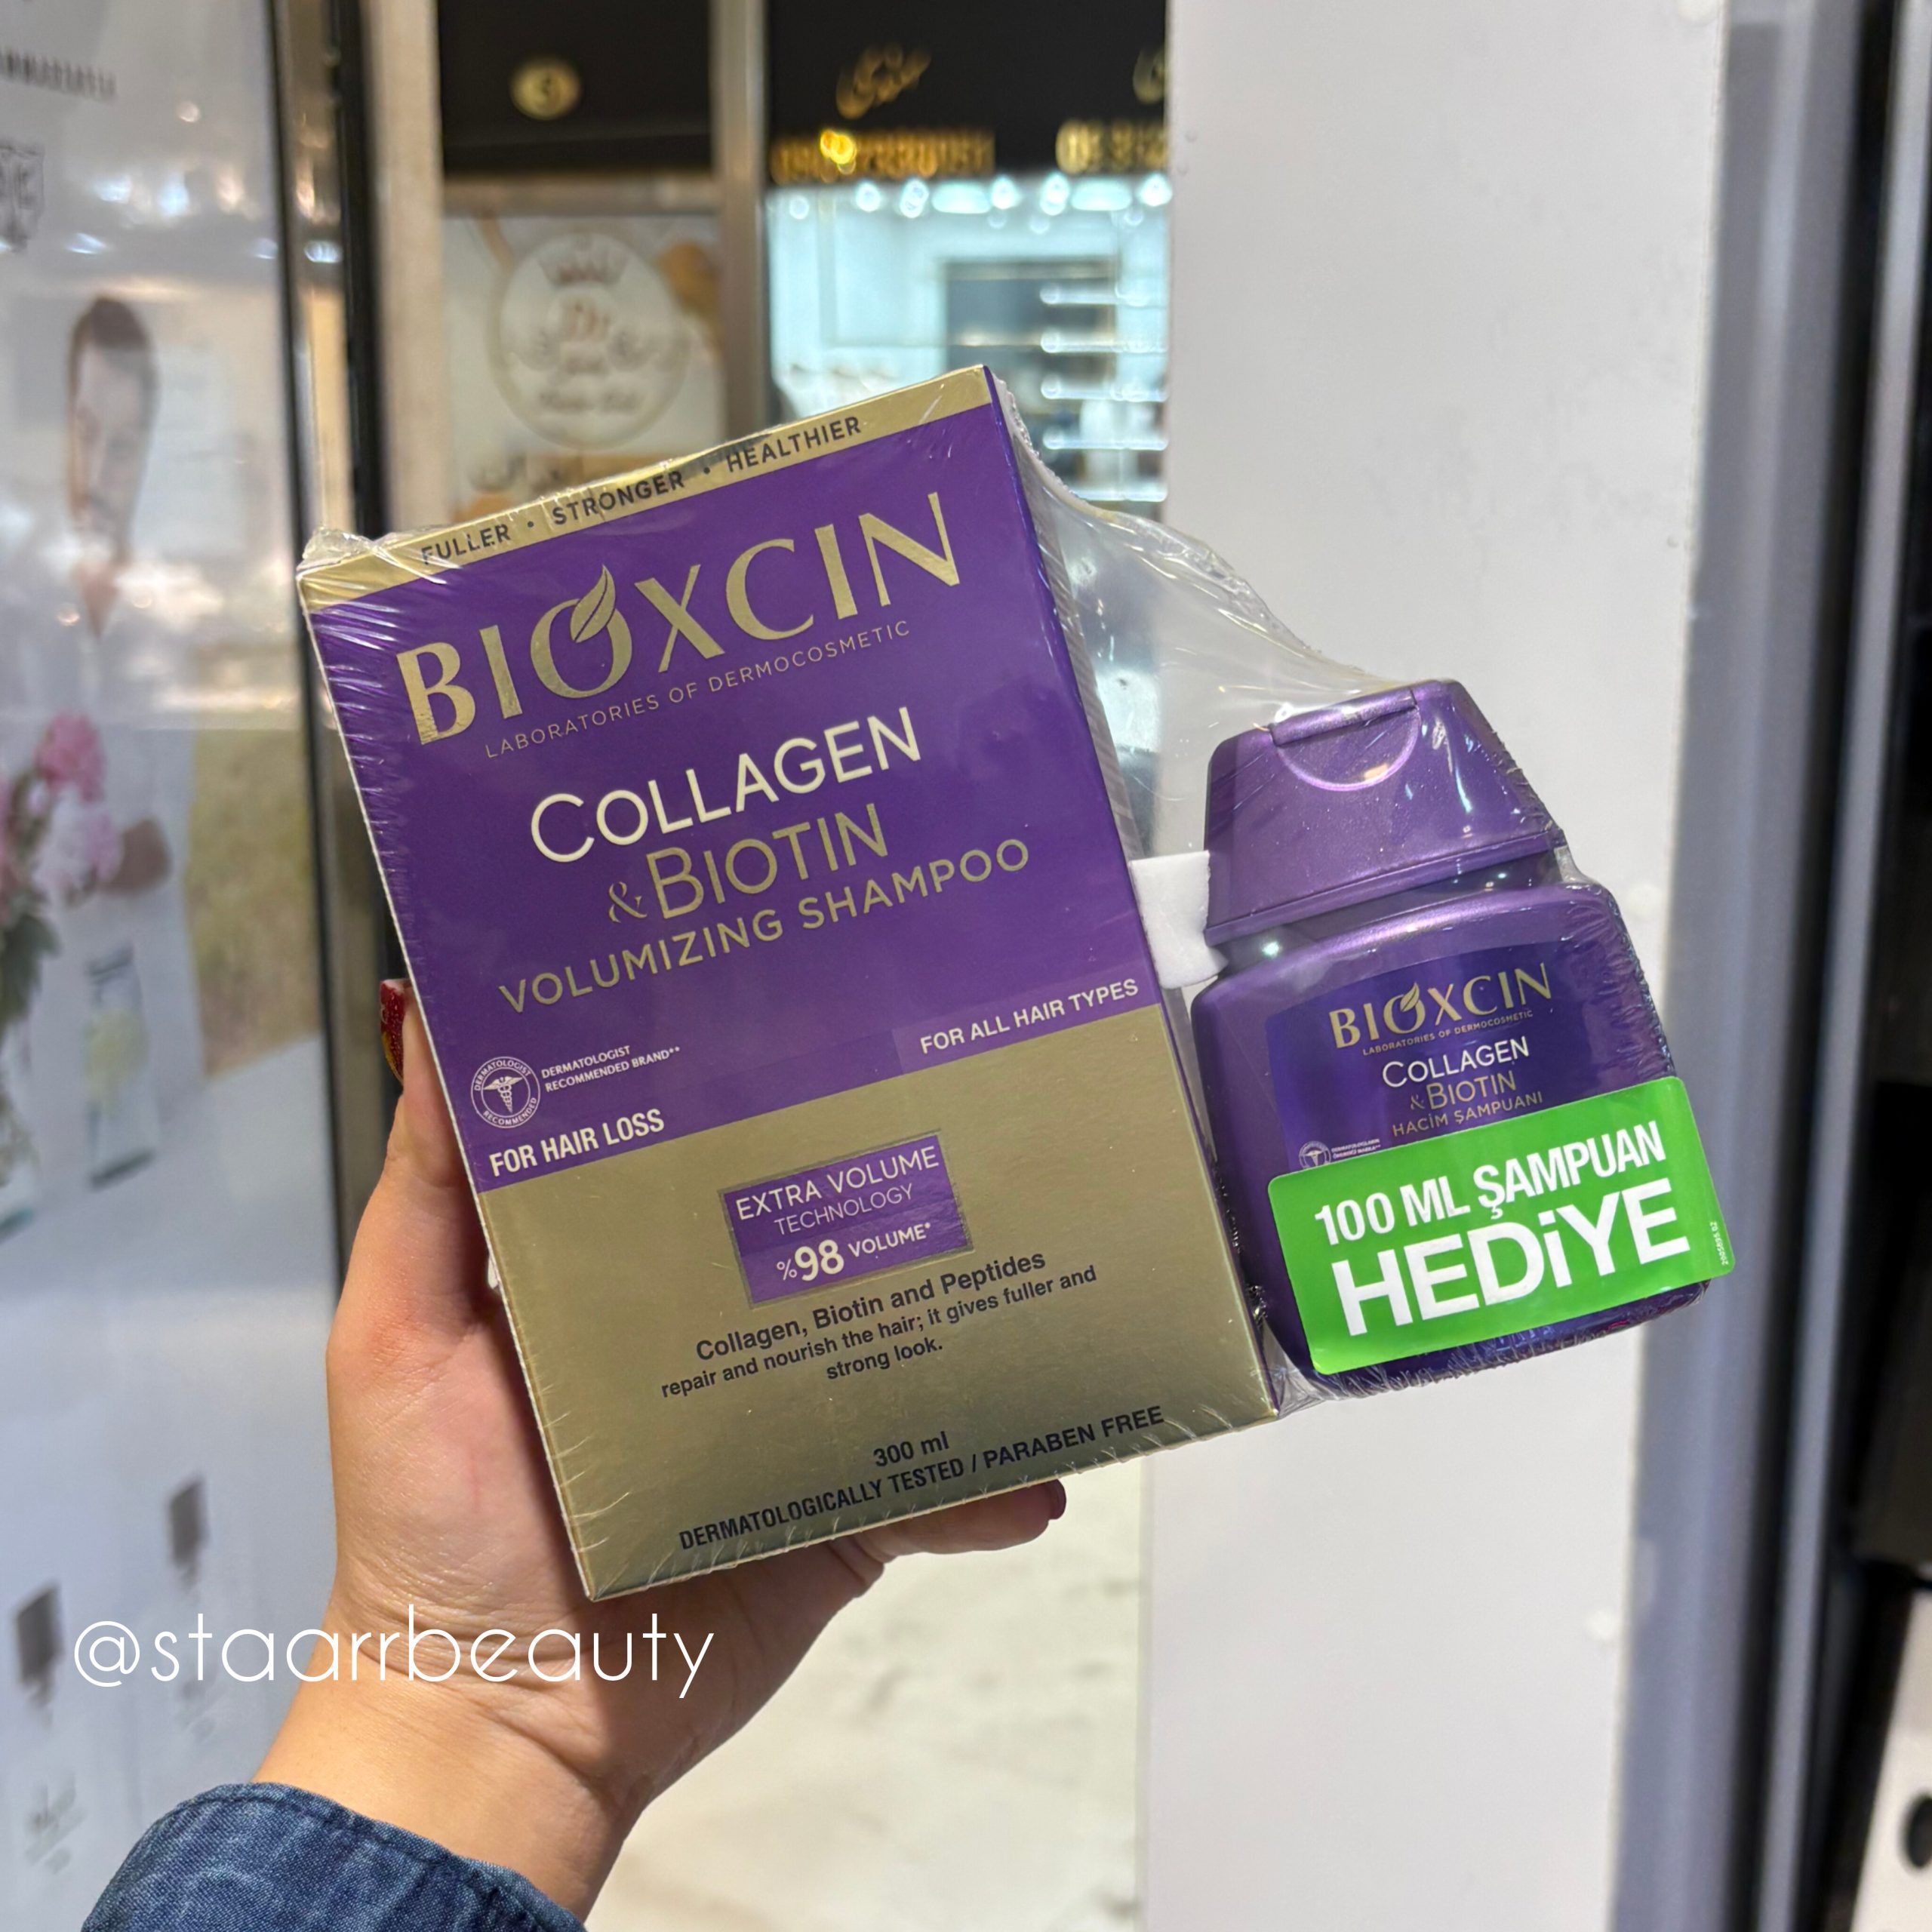 FULLER • STRONGER • HEALTHIER
BIOXCIN
LABORATORIES OF DERMOCOSMETIC
COLLAGEN
& BIOTIN
VOLUMIZING SHAMPOO
FOR ALL HAIR TYPES
DERMATOLOGIST
RECOMMENDED
DERMATOLOGIST
RECOMMENDED BRAND**
FOR HAIR LOSS
EXTRA VOLUME
TECHNOLOGY
%98 VOLUME*
Collagen, Biotin and Peptides
repair and nourish the hair; it gives fuller and
strong look.
300 ml
DERMATOLOGICALLY TESTED / PARABEN FREE
BIOXCIN
LABORATORIES OF DERMOCOSMETIC
COLLAGEN
& BIOTIN
HACİM ŞAMPUANI
100 ML ŞAMPUAN
HEDİYE
@staarrbeauty